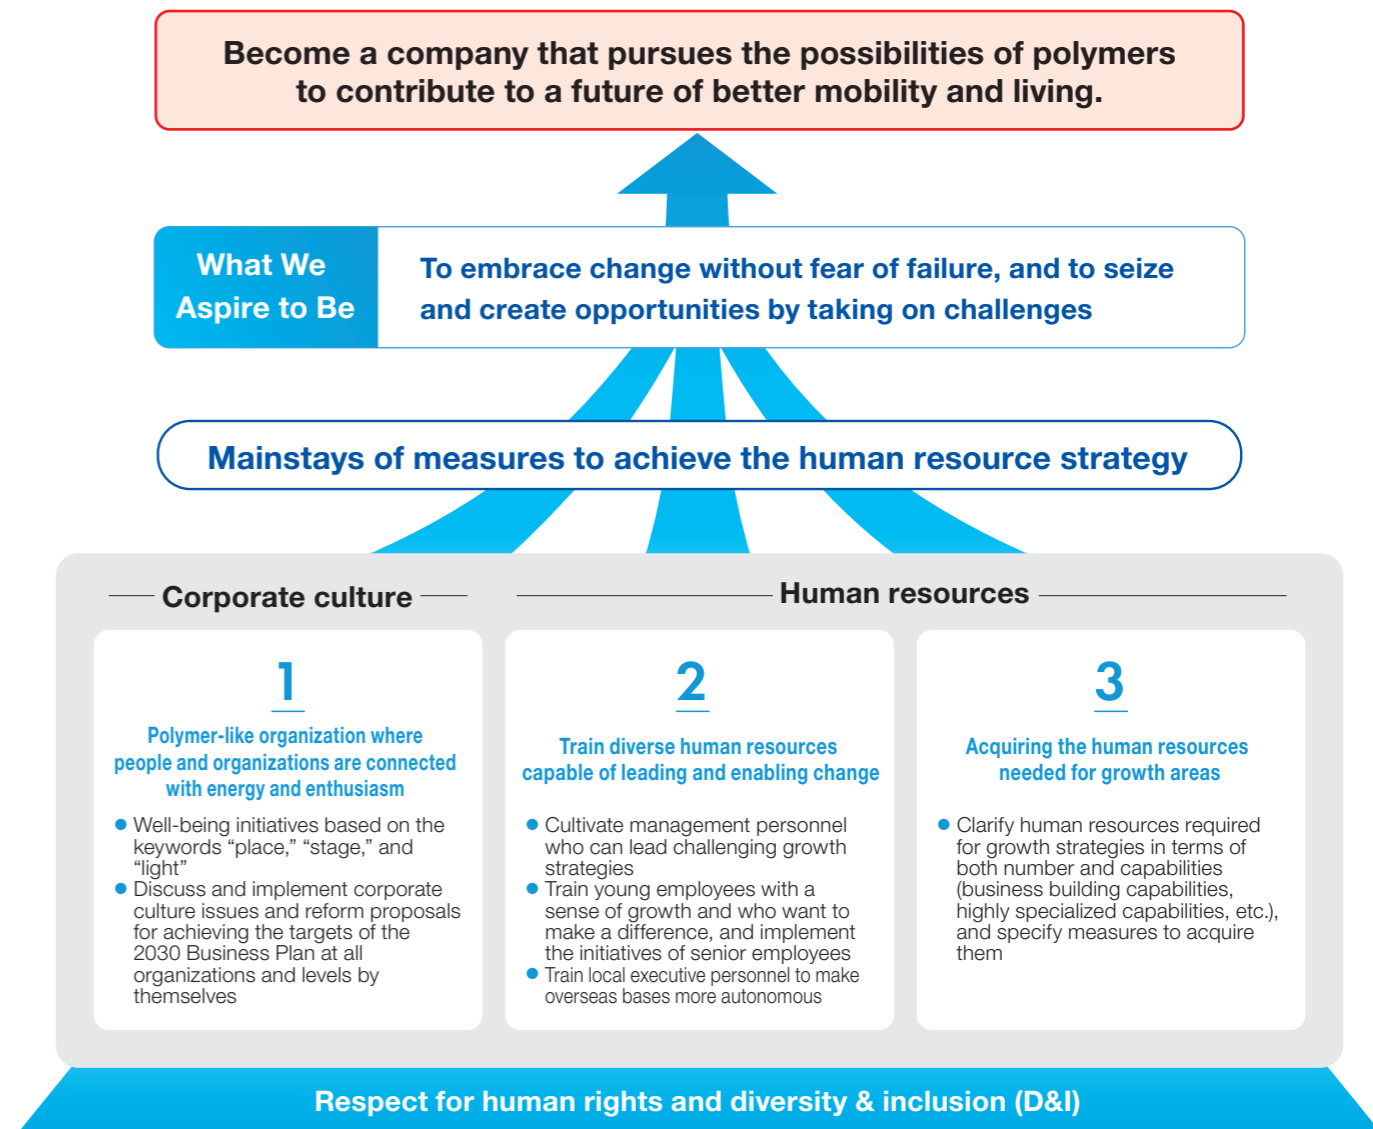 Become a company that pursues the possibilities of polymers
to contribute to a future of better mobility and living.
What We
Aspire to Be
To embrace change without fear of failure, and to seize
and create opportunities by taking on challenges
Mainstays of measures to achieve the human resource strategy
Corporate culture
Human resources
1
Polymer-like organization where
people and organizations are connected
with energy and enthusiasm
● Well-being initiatives based on the
keywords “place,” “stage,” and
“light”
● Discuss and implement corporate
culture issues and reform proposals
for achieving the targets of the
2030 Business Plan at all
organizations and levels by
themselves
2
Train diverse human resources
capable of leading and enabling change
● Cultivate management personnel
who can lead challenging growth
strategies
● Train young employees with a
sense of growth and who want to
make a difference, and implement
the initiatives of senior employees
● Train local executive personnel to make
overseas bases more autonomous
3
Acquiring the human resources
needed for growth areas
● Clarify human resources required
for growth strategies in terms of
both number and capabilities
(business building capabilities,
highly specialized capabilities, etc.),
and specify measures to acquire
them
Respect for human rights and diversity & inclusion (D&I)